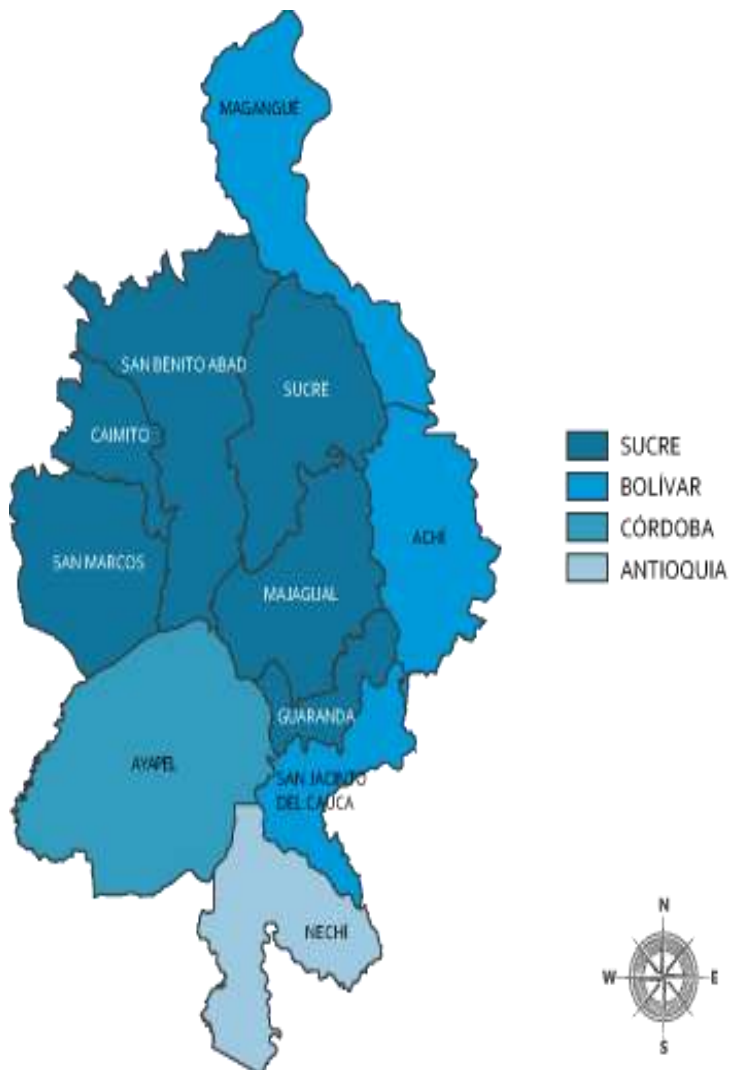 MAGANGUÉ
SAN BENITO ABAD
SUCRE
CAIMITO
ACHÍ
SAN MARCOS
MAJAGUAL
GUARANDA
AYAPEL
SAN JACINTO
DEL CAUCA
NECHÍ
SUCRE
BOLÍVAR
CÓRDOBA
ANTIOQUIA
N
W
E
S